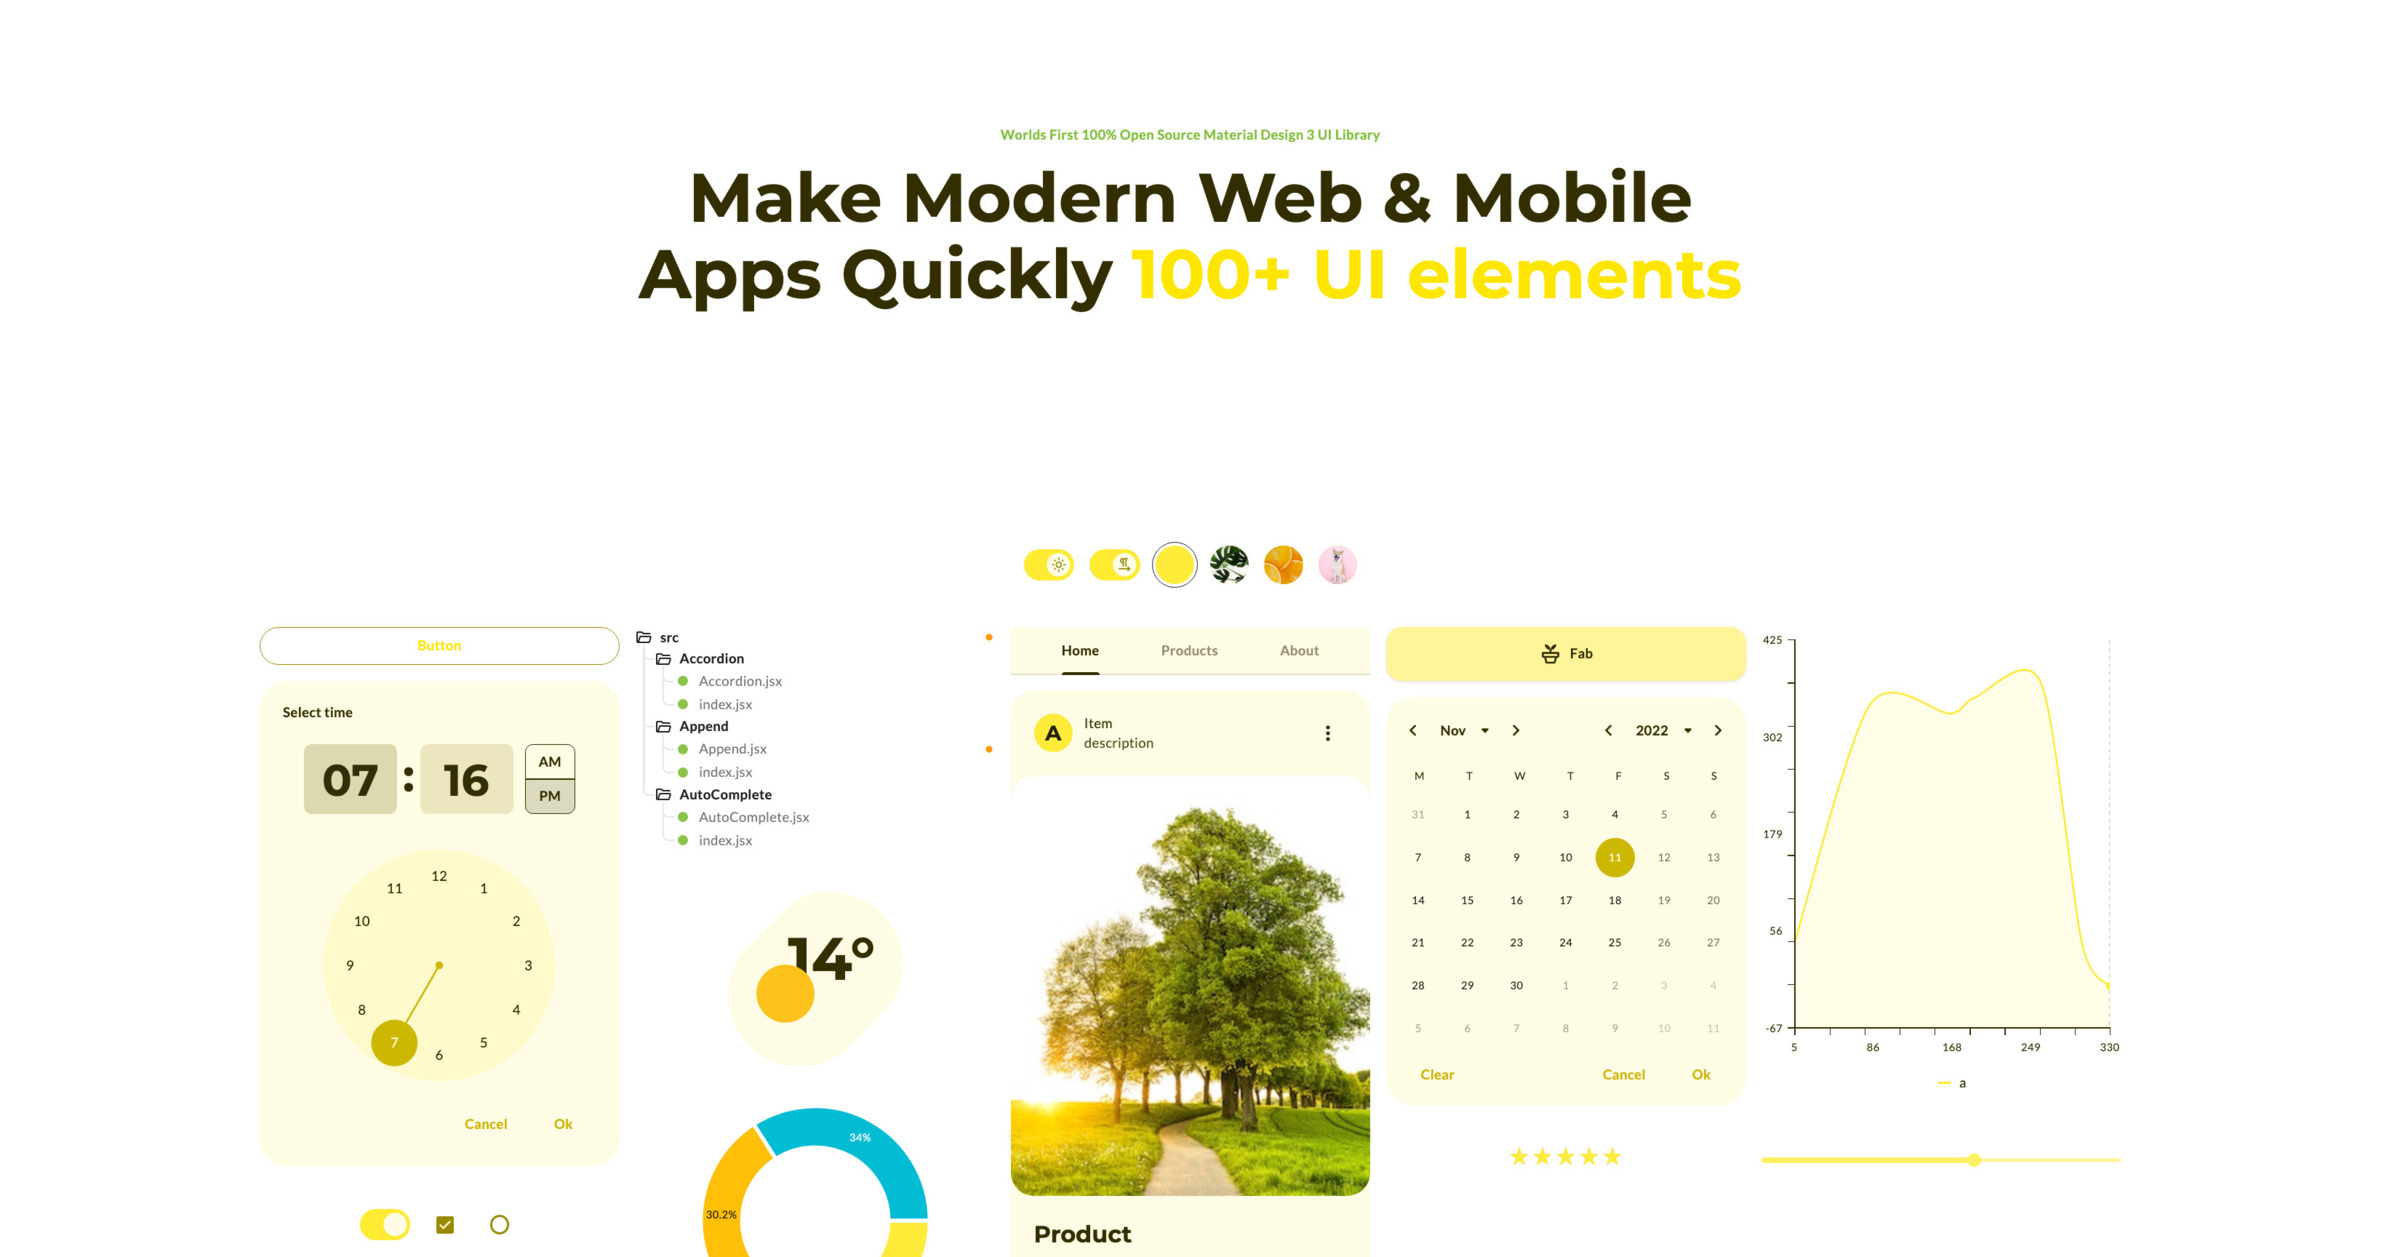 Worlds First 100% Open Source Material Design 3 UI Library
Make Modern Web & Mobile
Apps Quickly 100+ UI elements
Button
Select time
07 : 16
AM
PM
12
11 1
10 2
9 3
8 4
7 5
6
Cancel Ok
src
Accordion
Accordion.jsx
index.jsx
Append
Append.jsx
index.jsx
AutoComplete
AutoComplete.jsx
index.jsx
14°
34%
30.2%
Home Products About
A
Item
description
Product
Fab
Nov 2022
M T W T F S S
31 1 2 3 4 5 6
7 8 9 10 11 12 13
14 15 16 17 18 19 20
21 22 23 24 25 26 27
28 29 30 1 2 3 4
5 6 7 8 9 10 11
Clear Cancel Ok
425
302
179
56
-67
5 86 168 249 330
a